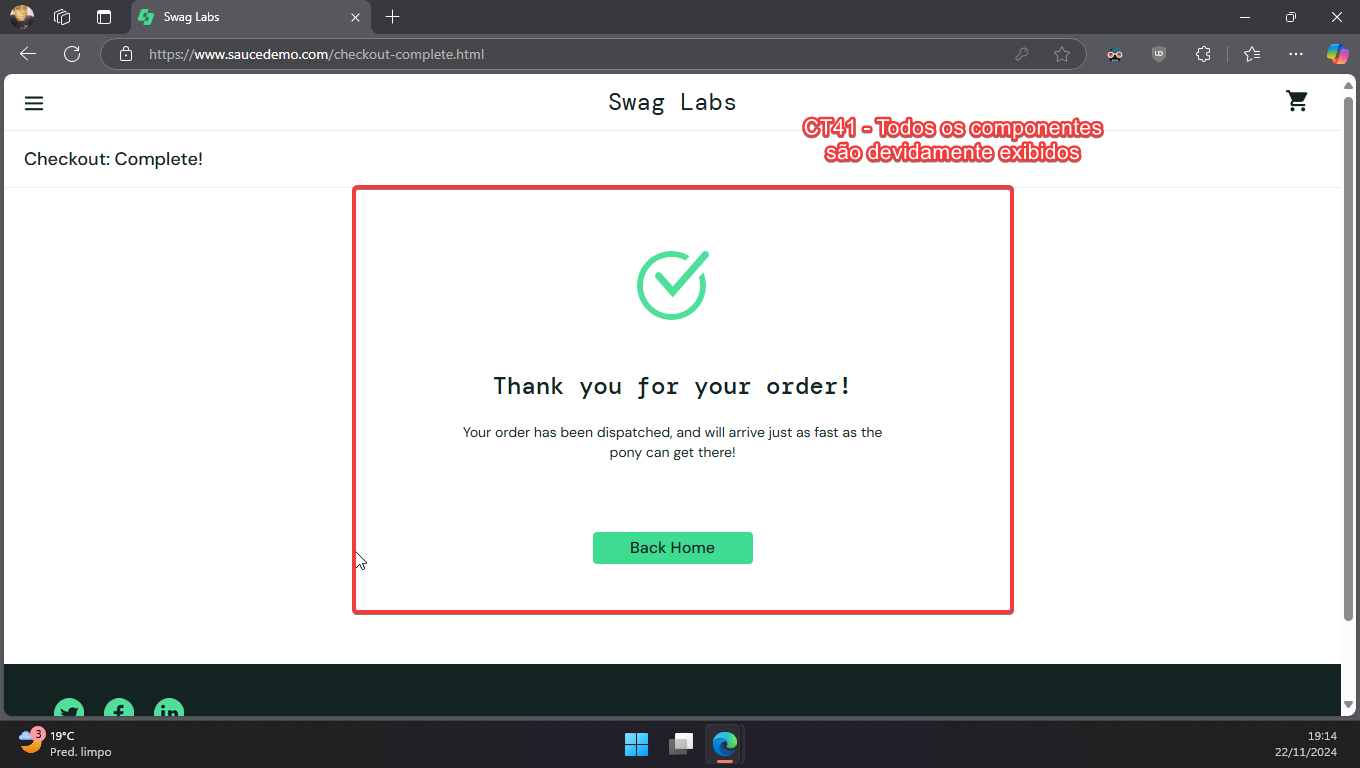 Swag Labs
https://www.saucedemo.com/checkout-complete.html
UD
Swag Labs
CT41 - Todos os componentes
são devidamente exibidos
Checkout: Complete!
Thank you for your order!
Your order has been dispatched, and will arrive just as fast as the
pony can get there!
Back Home
3
19°C
Pred. limpo
19:14
22/11/2024